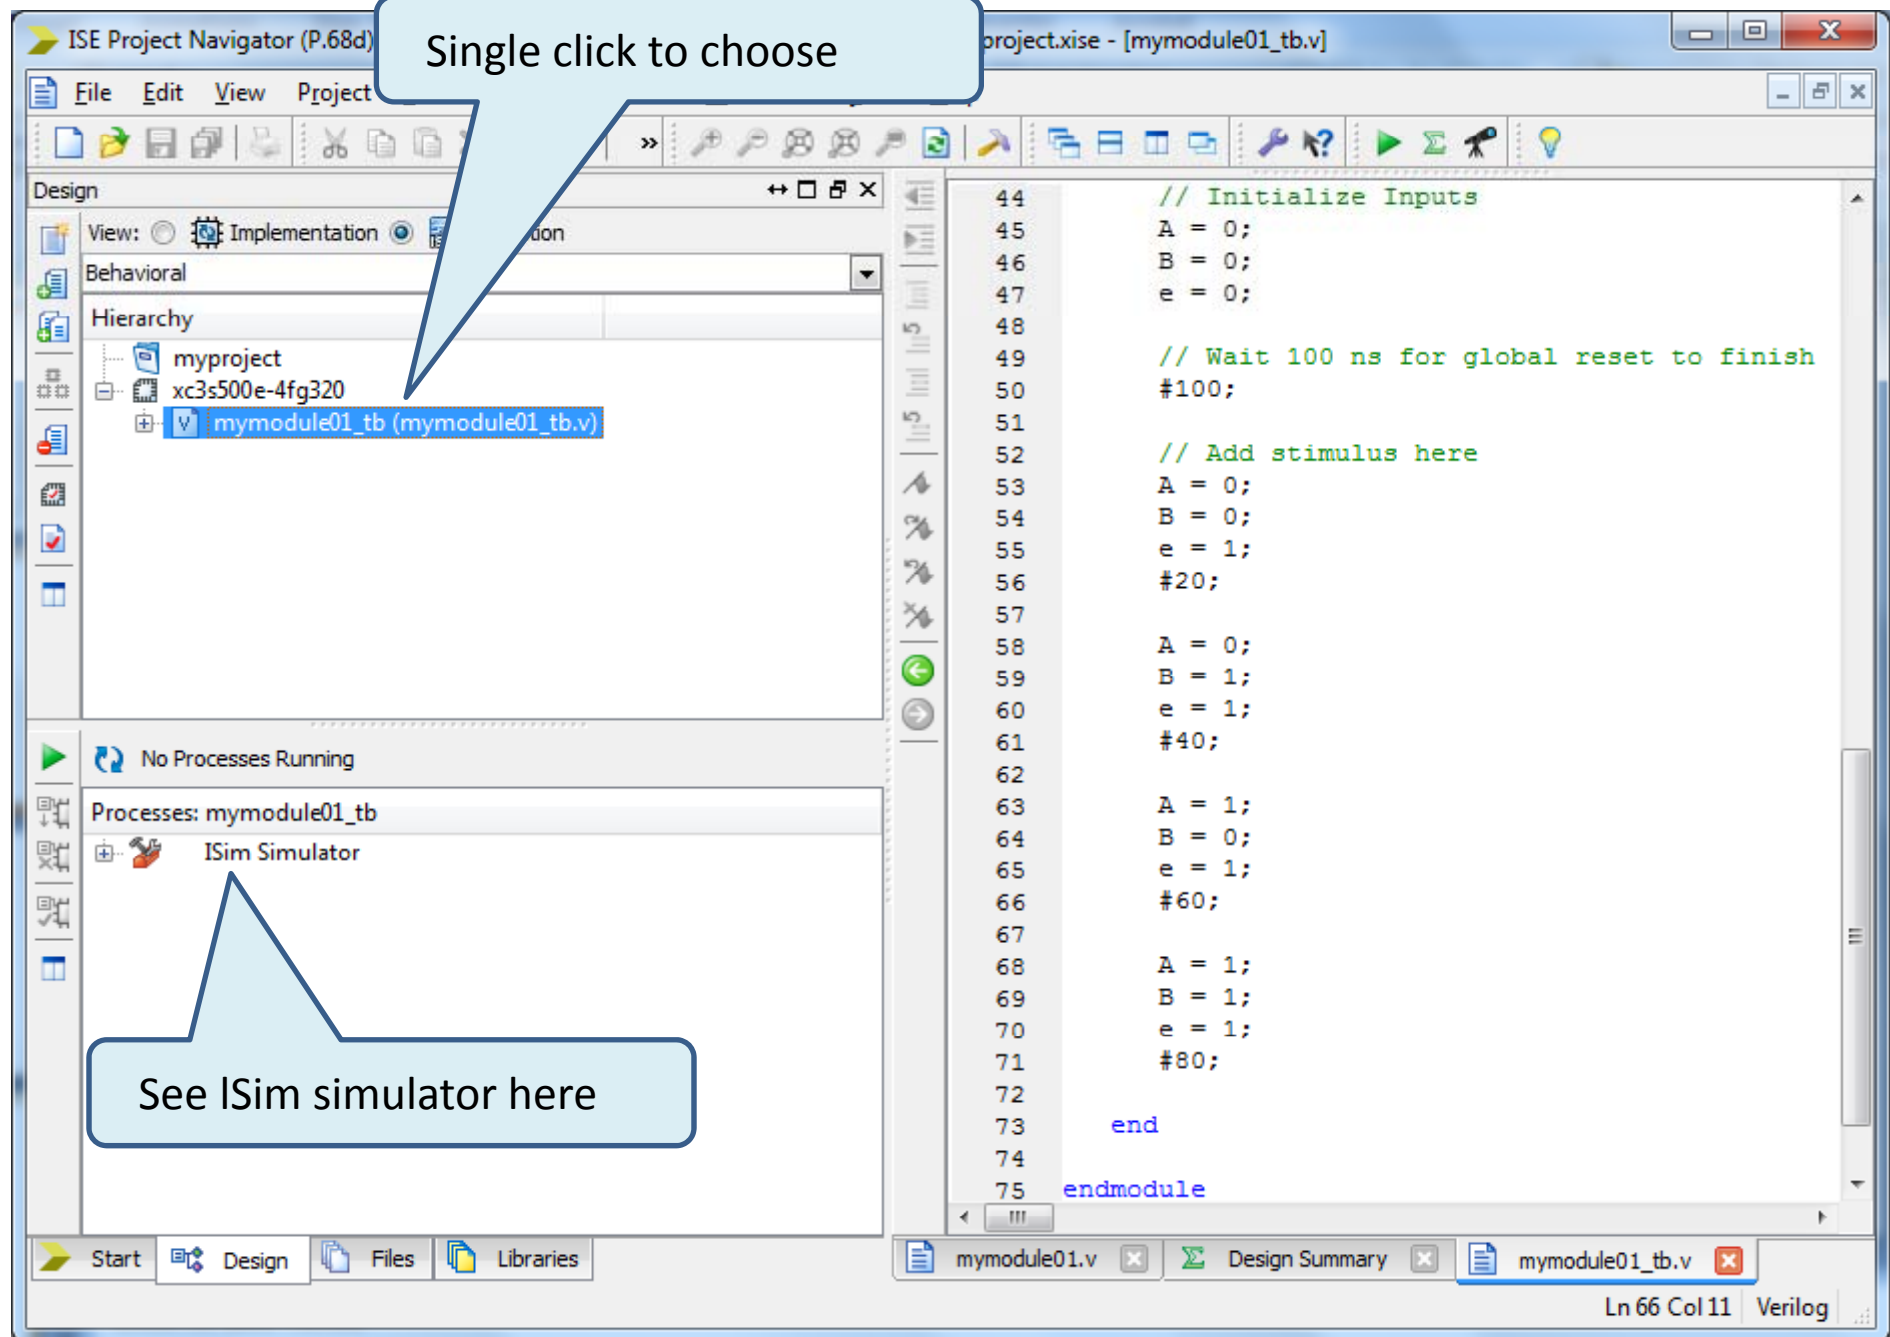 ISE Project Navigator (P.68d)
project.xise - [mymodule01_tb.v]
Single click to choose
File Edit View Project
Design
View: Implementation
Behavioral
Hierarchy
myproject
xc3s500e-4fg320
mymodule01_tb (mymodule01_tb.v)
No Processes Running
Processes: mymodule01_tb
ISim Simulator
See ISim simulator here
Start Design Files Libraries
44 // Initialize Inputs
45 A = 0;
46 B = 0;
47 e = 0;
48
49 // Wait 100 ns for global reset to finish
50 #100;
51
52 // Add stimulus here
53 A = 0;
54 B = 0;
55 e = 1;
56 #20;
57
58 A = 0;
59 B = 1;
60 e = 1;
61 #40;
62
63 A = 1;
64 B = 0;
65 e = 1;
66 #60;
67
68 A = 1;
69 B = 1;
70 e = 1;
71 #80;
72
73 end
74
75 endmodule
mymodule01.v Design Summary mymodule01_tb.v
Ln 66 Col 11 Verilog